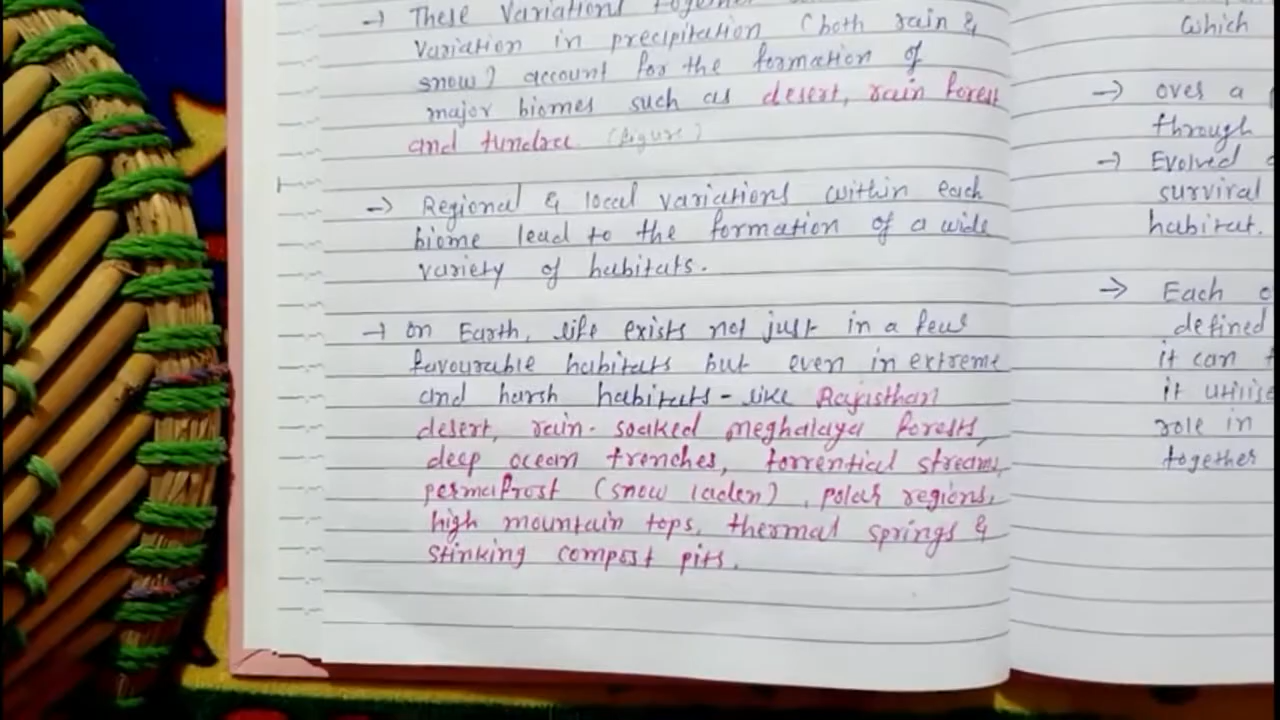 → These Variations together
Variation in precipitation (both rain &
snow) account for the formation of
major biomes such as desert, rain forest
and tundra (figure)
→ Regional & local variations within each
biome lead to the formation of a wide
variety of habitats.
→ on Earth, life exists not just in a few
favourable habitats but even in extreme
and harsh habitats - like Rajasthan
desert, rain-soaked meghalaya forests,
deep ocean trenches, torrential streams,
permafrost (snow laden), polar regions,
high mountain tops, thermal springs &
stinking compost pits.
which
→ over a
through
→ Evolved
survival
habitat.
→ Each
defined
it can
it utilise
role in
together